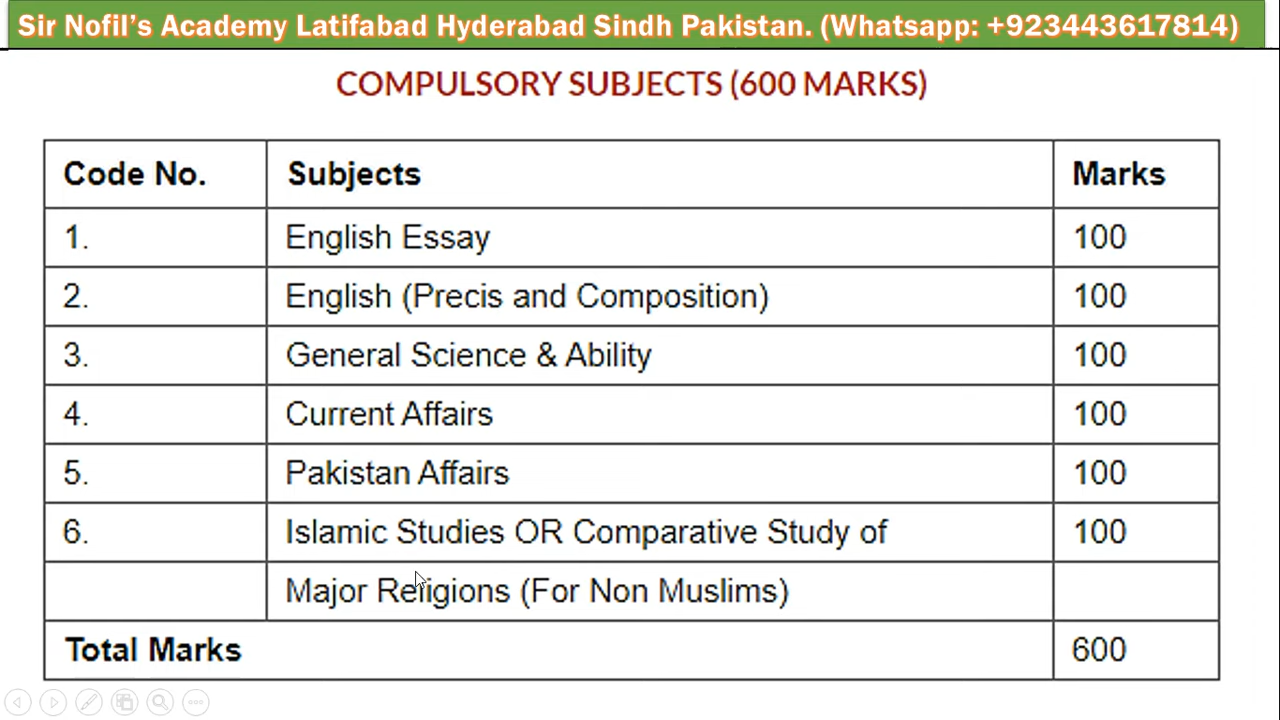 Sir Nofil’s Academy Latifabad Hyderabad Sindh Pakistan. (Whatsapp: +923443617814)
COMPULSORY SUBJECTS (600 MARKS)
Code No. Subjects Marks
1. English Essay 100
2. English (Precis and Composition) 100
3. General Science & Ability 100
4. Current Affairs 100
5. Pakistan Affairs 100
6. Islamic Studies OR Comparative Study of 100
Major Religions (For Non Muslims)
Total Marks 600